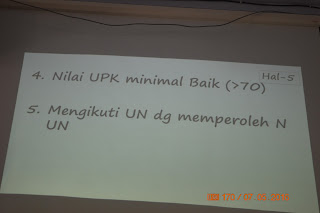 Hal-5
4. Nilai UPK minimal Baik (>70)
5. Mengikuti UN dg memperoleh N
UN